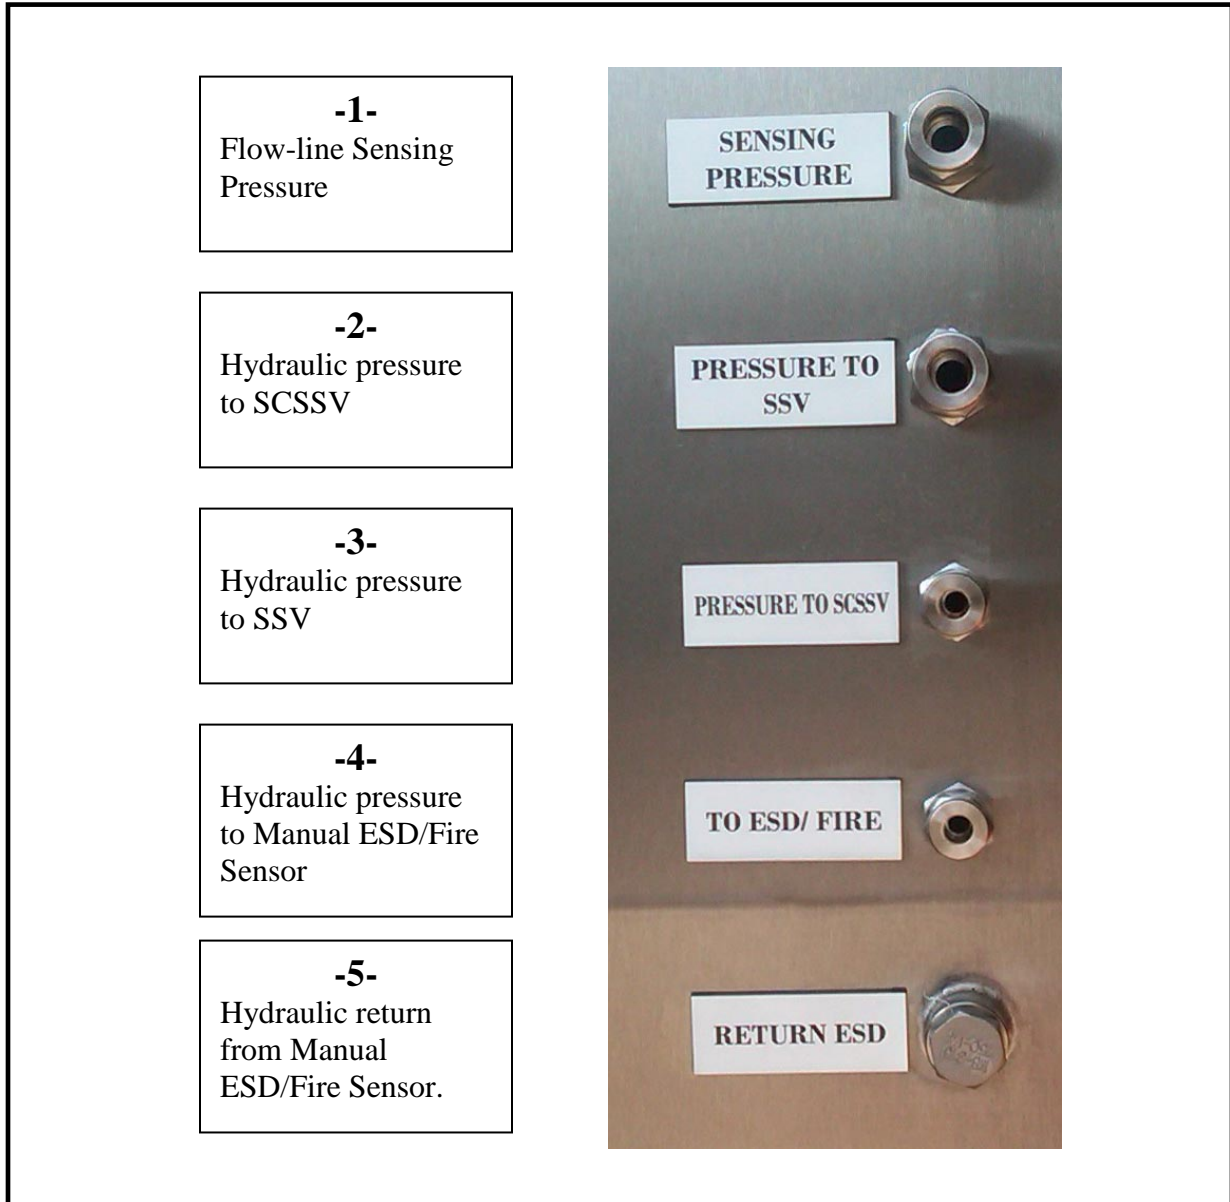 -1-
Flow-line Sensing
Pressure
SENSING
PRESSURE
-2-
Hydraulic pressure
to SCSSV
PRESSURE TO
SSV
-3-
Hydraulic pressure
to SSV
PRESSURE TO SCSSV
-4-
Hydraulic pressure
to Manual ESD/Fire
Sensor
TO ESD/ FIRE
-5-
Hydraulic return
from Manual
ESD/Fire Sensor.
RETURN ESD